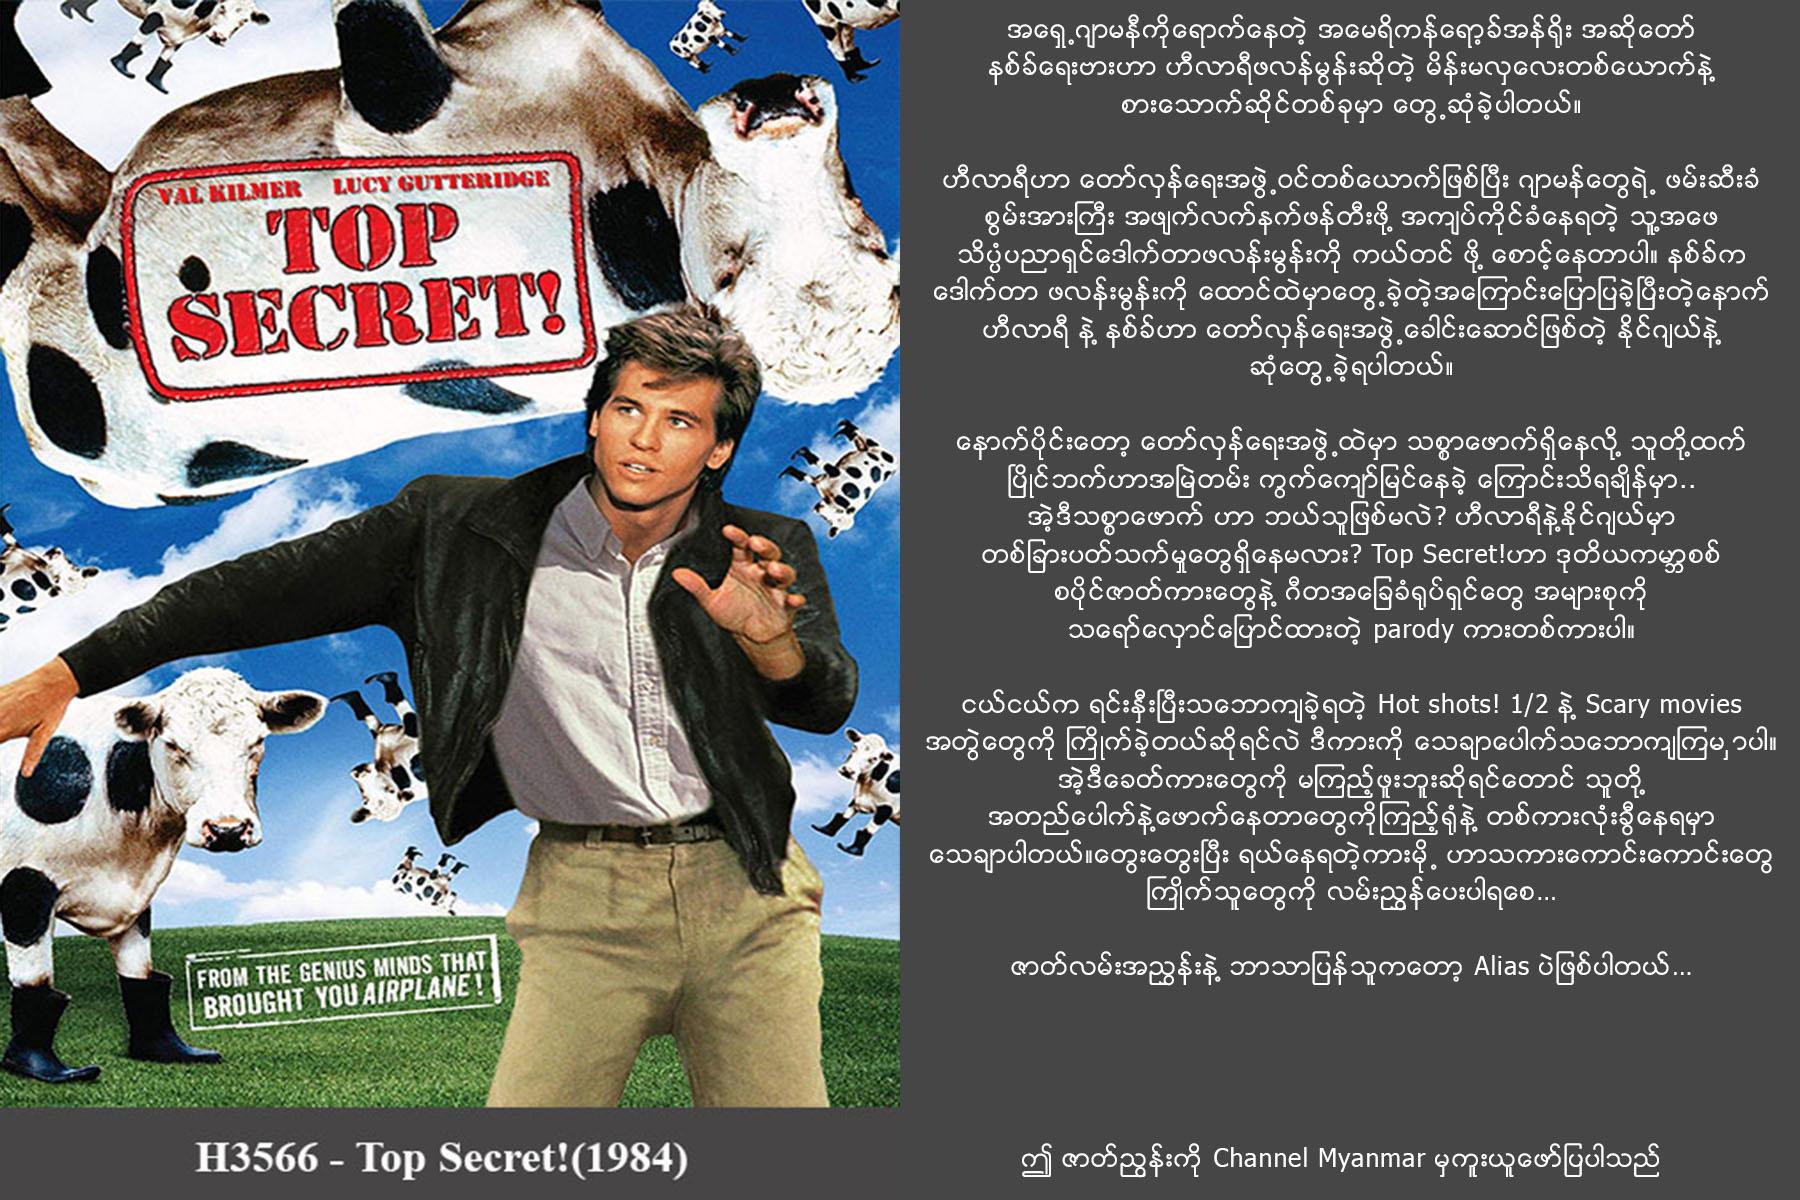 VAL KILMER LUCY GUTTERIDGE
TOP
SECRET!
FROM THE GENIUS MINDS THAT
BROUGHT YOU AIRPLANE!
H3566 - Top Secret!(1984)
အရှေ့ဂျာမနီကိုရောက်နေတဲ့ အမေရိကန်ရော့ခ်အန်ရိုး အဆိုတော်
နစ်ခ်ရေးဗားဟာ ဟီလာရီဖလန်မွန်းဆိုတဲ့ မိန်းမလှလေးတစ်ယောက်နဲ့
စားသောက်ဆိုင်တစ်ခုမှာ တွေ့ဆုံခဲ့ပါတယ်။
ဟီလာရီဟာ တော်လှန်ရေးအဖွဲ့ဝင်တစ်ယောက်ဖြစ်ပြီး ဂျာမန်တွေရဲ့ ဖမ်းဆီးခံ
စွမ်းအားကြီး အဖျက်လက်နက်ဖန်တီးဖို့ အကျပ်ကိုင်ခံနေရတဲ့ သူ့အဖေ
သိပ္ပံပညာရှင်ဒေါက်တာဖလန်းမွန်းကို ကယ်တင် ဖို့ စောင့်နေတာပါ။ နစ်ခ်က
ဒေါက်တာ ဖလန်းမွန်းကို ထောင်ထဲမှာတွေ့ခဲ့တဲ့အကြောင်းပြောပြခဲ့ပြီးတဲ့နောက်
ဟီလာရီ နဲ့ နစ်ခ်ဟာ တော်လှန်ရေးအဖွဲ့ခေါင်းဆောင်ဖြစ်တဲ့ နိုင်ဂျယ်နဲ့
ဆုံတွေ့ခဲ့ရပါတယ်။
နောက်ပိုင်းတော့ တော်လှန်ရေးအဖွဲ့ထဲမှာ သစ္စာဖောက်ရှိနေလို့ သူတို့ထက်
ပြိုင်ဘက်ဟာအမြဲတမ်း ကွက်ကျော်မြင်နေခဲ့ ကြောင်းသိရချိန်မှာ..
အဲ့ဒီသစ္စာဖောက် ဟာ ဘယ်သူဖြစ်မလဲ? ဟီလာရီနဲ့နိုင်ဂျယ်မှာ
တစ်ခြားပတ်သက်မှုတွေရှိနေမလား? Top Secret!ဟာ ဒုတိယကမ္ဘာစစ်
စပိုင်ဇာတ်ကားတွေနဲ့ ဂီတအခြေခံရုပ်ရှင်တွေ အများစုကို
သရော်လှောင်ပြောင်ထားတဲ့ parody ကားတစ်ကားပါ။
ငယ်ငယ်က ရင်းနှီးပြီးသဘောကျခဲ့ရတဲ့ Hot shots! 1/2 နဲ့ Scary movies
အတွဲတွေကို ကြိုက်ခဲ့တယ်ဆိုရင်လဲ ဒီကားကို သေချာပေါက်သဘောကျကြမှာပါ။
အဲ့ဒီခေတ်ကားတွေကို မကြည့်ဖူးဘူးဆိုရင်တောင် သူတို့
အတည်ပေါက်နဲ့ဖောက်နေတာတွေကိုကြည့်ရုံနဲ့ တစ်ကားလုံးခွီနေရမှာ
သေချာပါတယ်။တွေးတွေးပြီး ရယ်နေရတဲ့ကားမို့ ဟာသကားကောင်းကောင်းတွေ
ကြိုက်သူတွေကို လမ်းညွှန်ပေးပါရစေ...
ဇာတ်လမ်းအညွှန်းနဲ့ ဘာသာပြန်သူကတော့ Alias ပဲဖြစ်ပါတယ်...
ဤ ဇာတ်ညွှန်းကို Channel Myanmar မှကူးယူဖော်ပြပါသည်